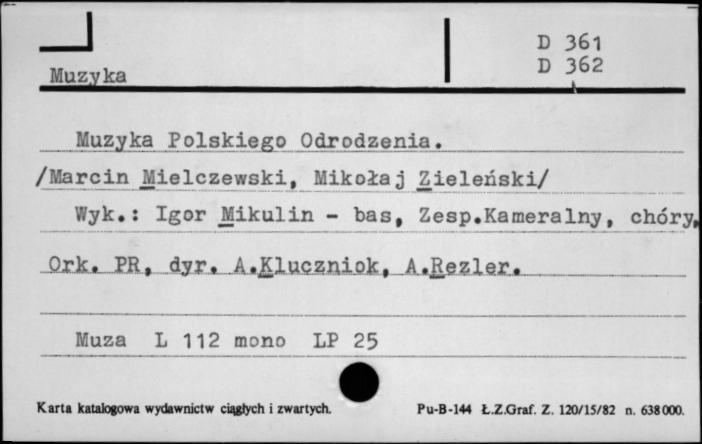 D 361
D 362
Muzyka
Muzyka Polskiego Odrodzenia.
/Marcin Mielczewski, Mikołaj Zieleński/
Wyk.: Igor Mikulin - bas, Zesp.Kameralny, chóry,
Ork. PR, dyr. A.Kluczniok, A.Rezler.
Muza L 112 mono LP 25
Karta katalogowa wydawnictw ciągłych i zwartych. Pu-B-144 Ł.Z.Graf. Z. 120/15/82 n. 638000.